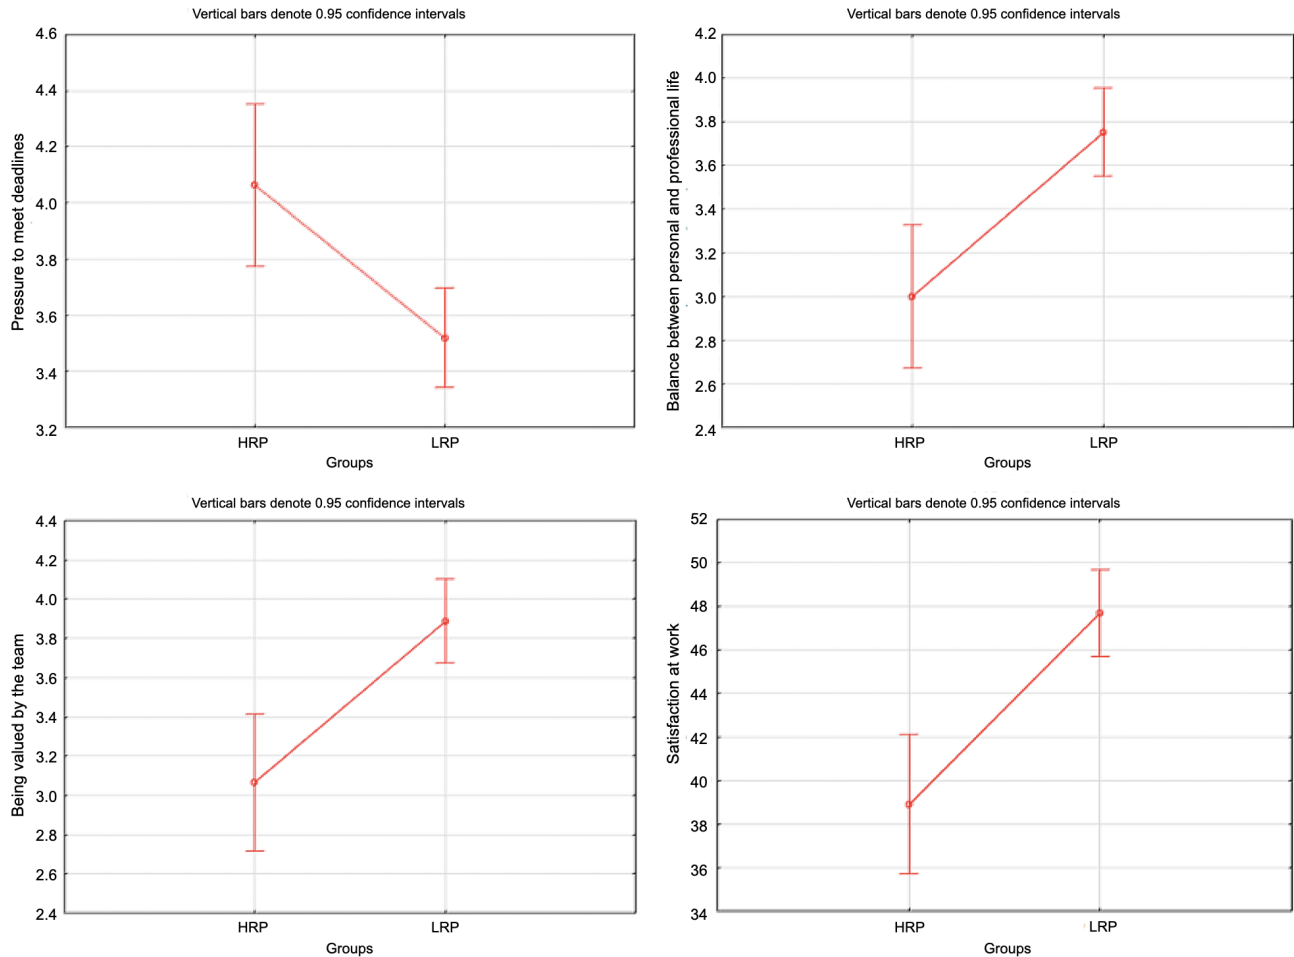 Vertical bars denote 0.95 confidence intervals
4.6
4.4
4.2
4.0
3.8
3.6
3.4
3.2
Pressure to meet deadlines
HRP
LRP
Groups
Vertical bars denote 0.95 confidence intervals
4.2
4.0
3.8
3.6
3.4
3.2
3.0
2.8
2.6
2.4
Balance between personal and professional life
HRP
LRP
Groups
Vertical bars denote 0.95 confidence intervals
4.4
4.2
4.0
3.8
3.6
3.4
3.2
3.0
2.8
2.6
2.4
Being valued by the team
HRP
LRP
Groups
Vertical bars denote 0.95 confidence intervals
52
50
48
46
44
42
40
38
36
34
Satisfaction at work
HRP
LRP
Groups